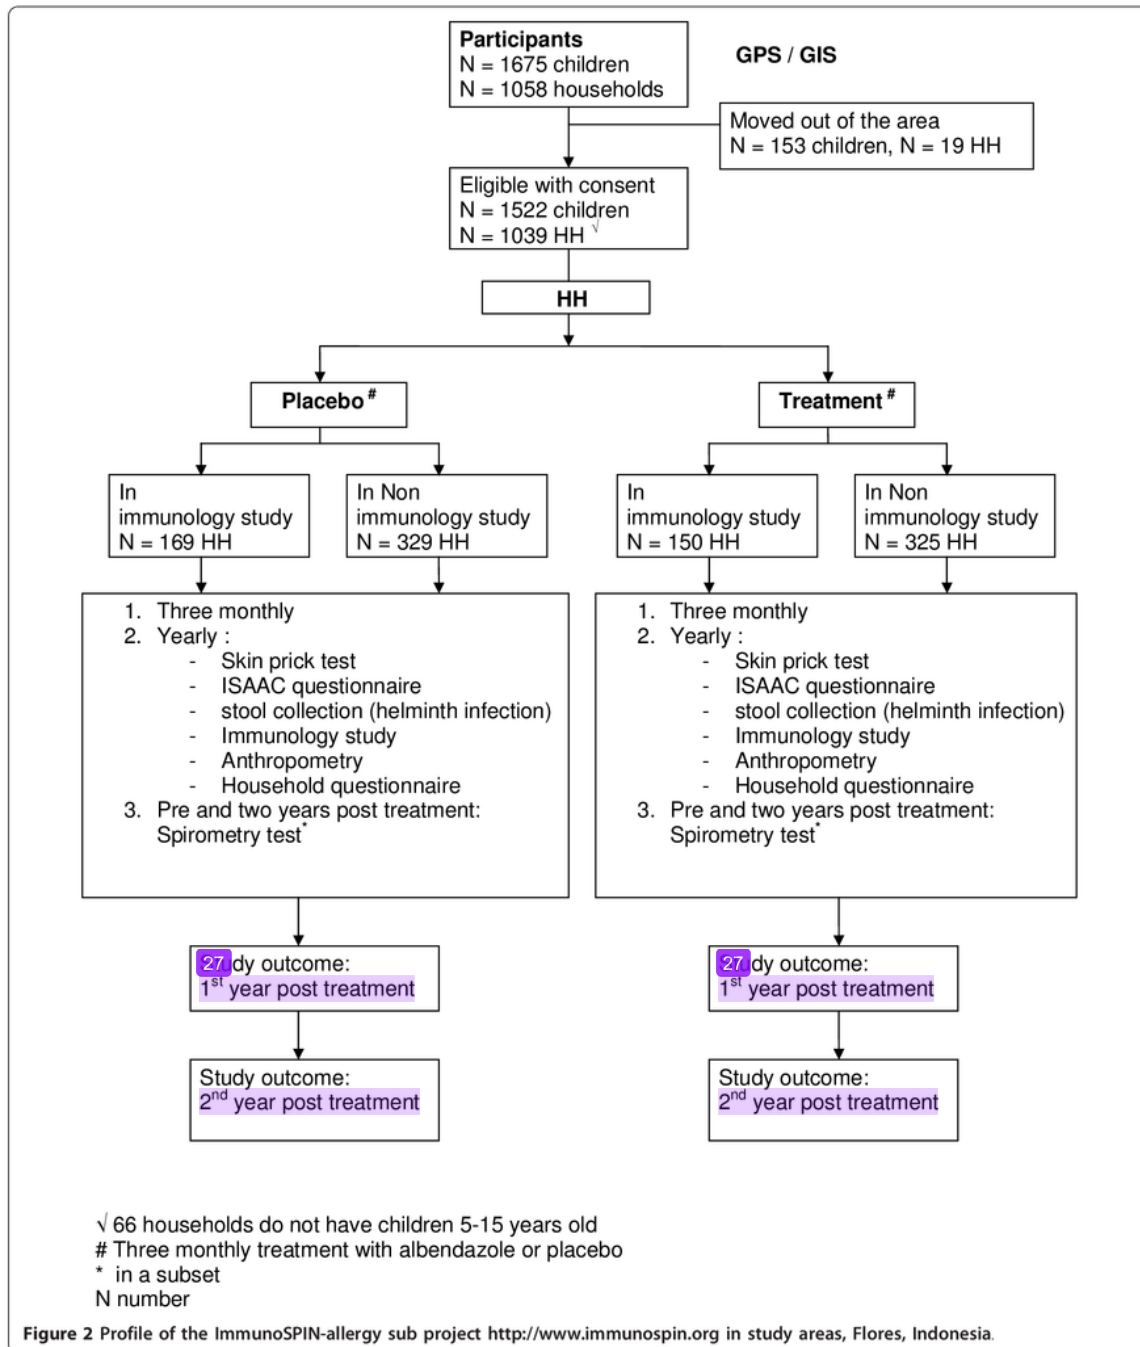 Participants
N = 1675 children
N = 1058 households
GPS / GIS
Moved out of the area
N = 153 children, N = 19 HH
Eligible with consent
N = 1522 children
N = 1039 HH √
HH
Placebo #
Treatment #
In
immunology study
N = 169 HH
In Non
immunology study
N = 329 HH
In
immunology study
N = 150 HH
In Non
immunology study
N = 325 HH
1. Three monthly
2. Yearly :
- Skin prick test
- ISAAC questionnaire
- stool collection (helminth infection)
- Immunology study
- Anthropometry
- Household questionnaire
3. Pre and two years post treatment:
Spirometry test*
1. Three monthly
2. Yearly :
- Skin prick test
- ISAAC questionnaire
- stool collection (helminth infection)
- Immunology study
- Anthropometry
- Household questionnaire
3. Pre and two years post treatment:
Spirometry test*
27
dy outcome:
1st year post treatment
27
dy outcome:
1st year post treatment
Study outcome:
2nd year post treatment
Study outcome:
2nd year post treatment
√ 66 households do not have children 5-15 years old
# Three monthly treatment with albendazole or placebo
* in a subset
N number
Figure 2 Profile of the ImmunoSPIN-allergy sub project http://www.immunospin.org in study areas, Flores, Indonesia.